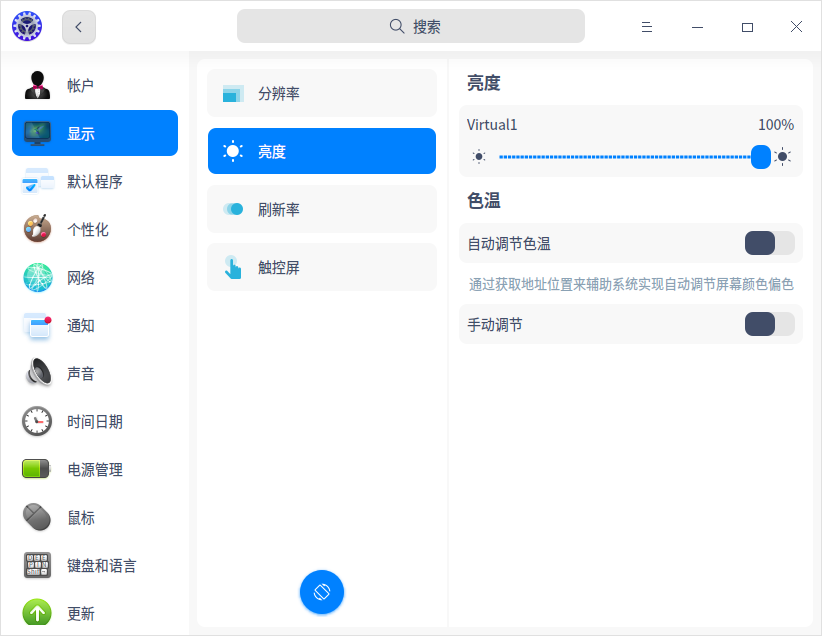 搜索
帐户
显示
默认程序
个性化
网络
通知
声音
时间日期
电源管理
鼠标
键盘和语言
更新
分辨率
亮度
刷新率
触控屏
亮度
Virtual1 100%
色温
自动调节色温
通过获取地址位置来辅助系统实现自动调节屏幕颜色偏色
手动调节